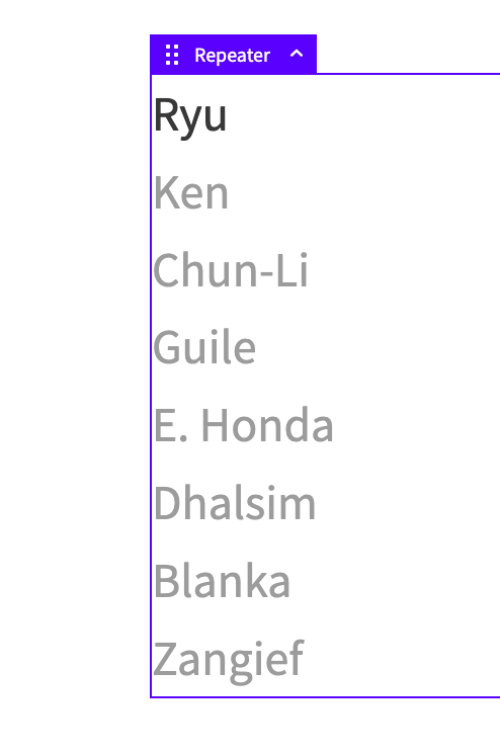 Repeater
Ryu
Ken
Chun-Li
Guile
E. Honda
Dhalsim
Blanka
Zangief